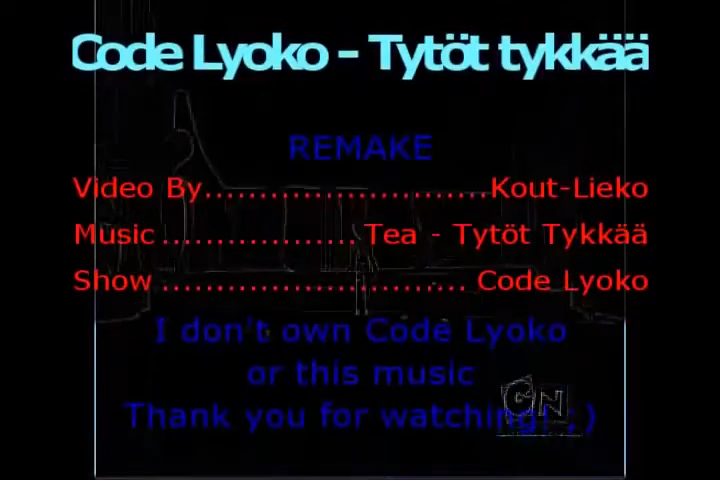 Code Lyoko - Tytöt tykkää
REMAKE
Video By..........................Kout-Lieko
Music .................. Tea - Tytöt Tykkää
Show ............................ Code Lyoko
I don't own Code Lyoko
or this music
Thank you for watching! ;)
CN